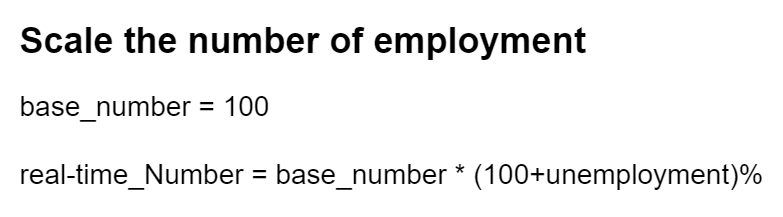 Scale the number of employment
base_number = 100
real-time_Number = base_number * (100+unemployment)%